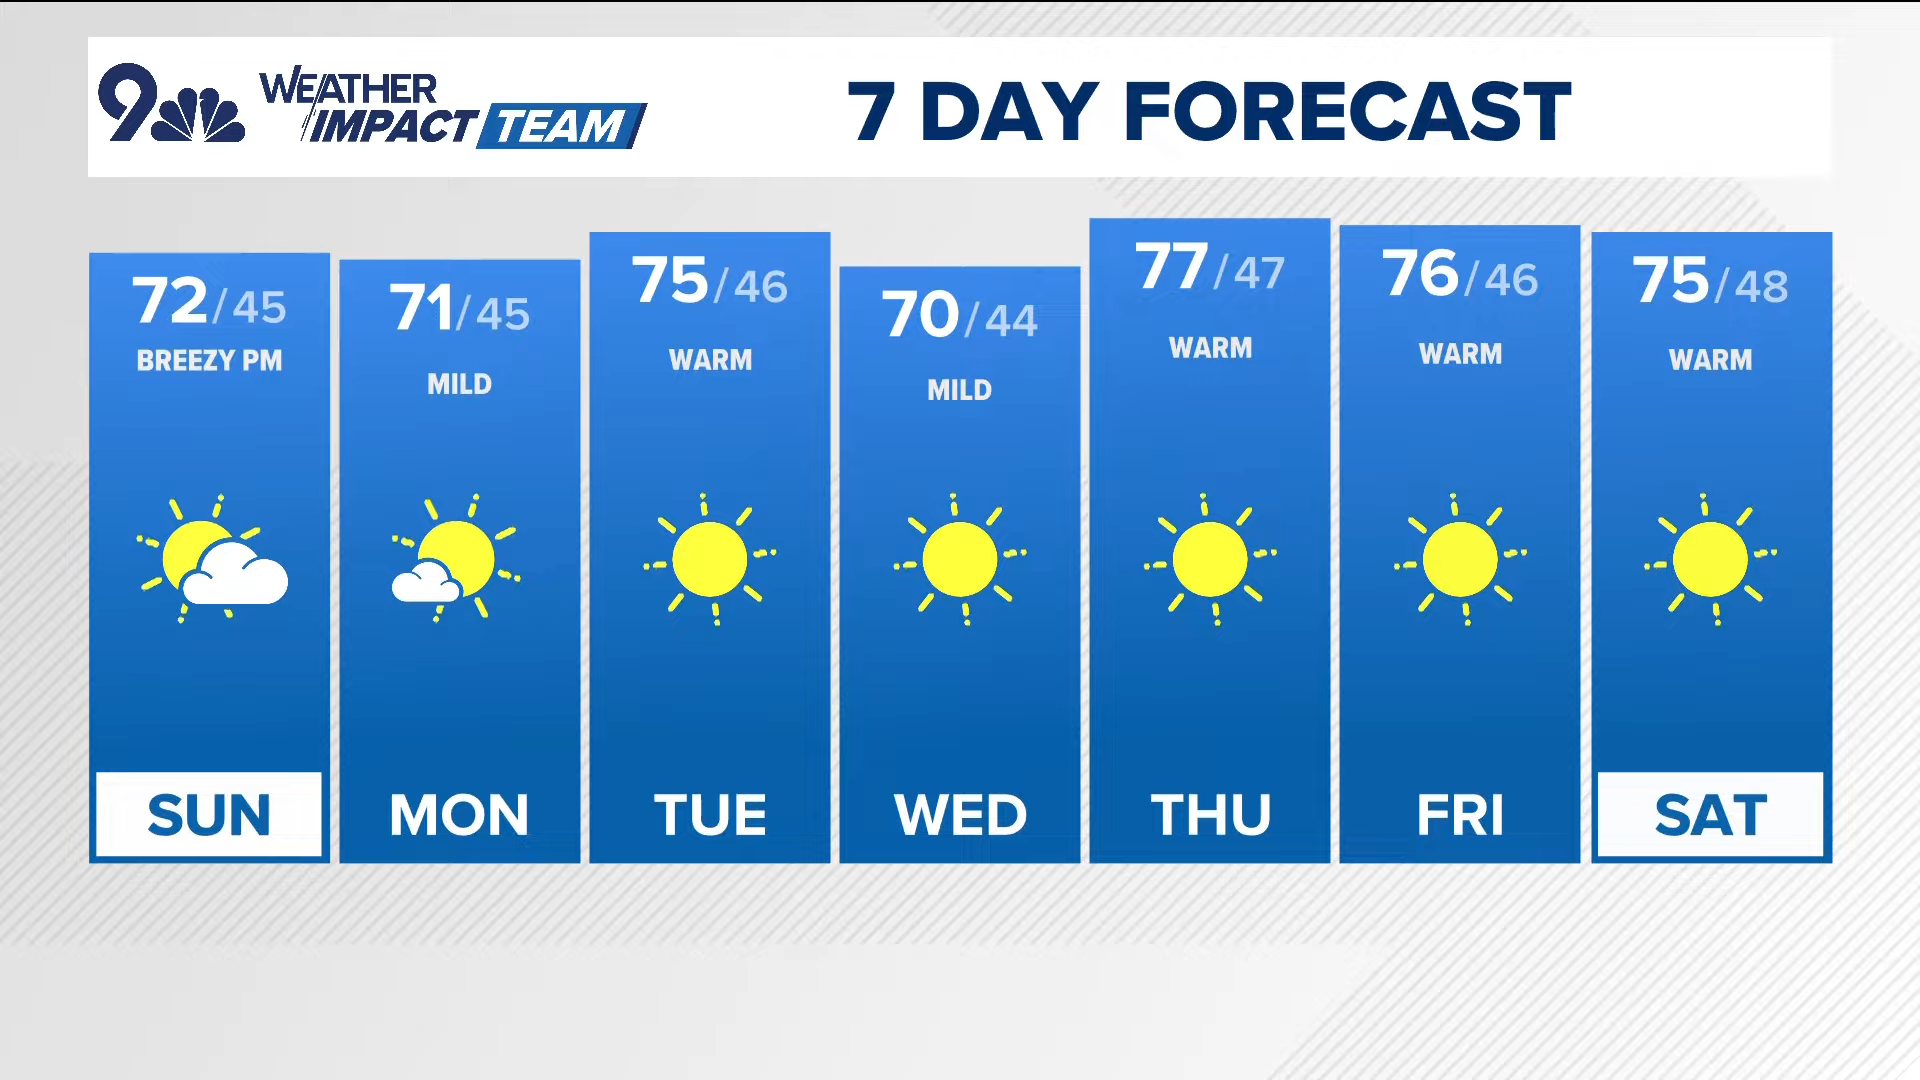 9 WEATHER
IMPACT TEAM
7 DAY FORECAST
72/45
BREEZY PM
SUN
71/45
MILD
MON
75/46
WARM
TUE
70/44
MILD
WED
77/47
WARM
THU
76/46
WARM
FRI
75/48
WARM
SAT